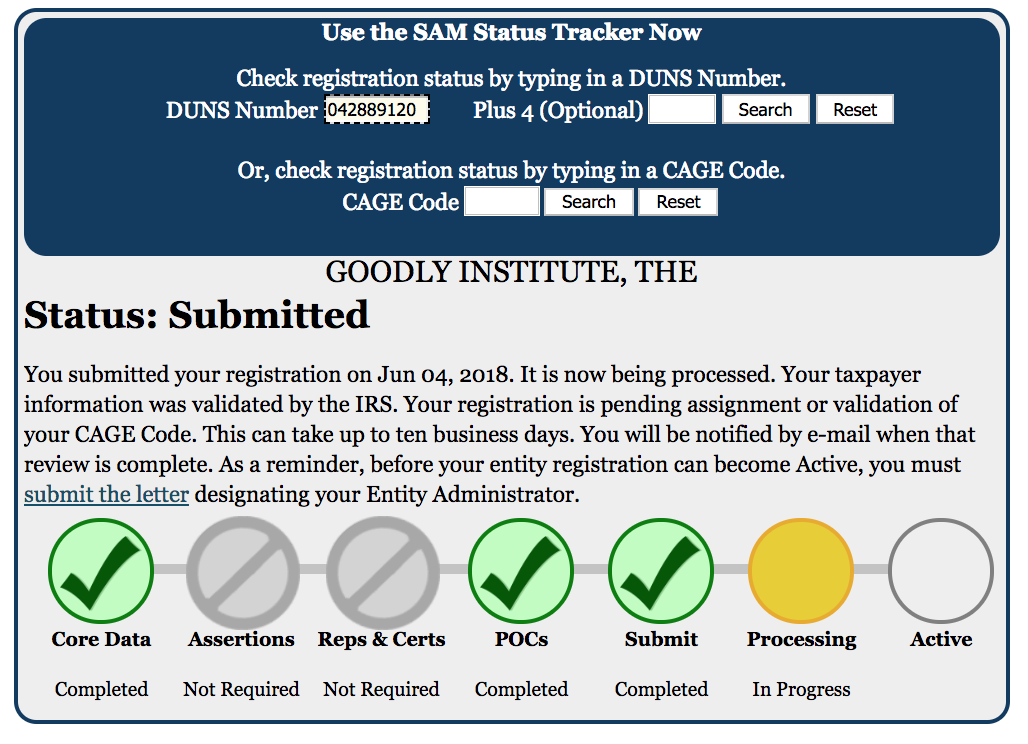 Use the SAM Status Tracker Now
Check registration status by typing in a DUNS Number.
DUNS Number 042889120 Plus 4 (Optional) Search Reset
Or, check registration status by typing in a CAGE Code.
CAGE Code Search Reset
GOODLY INSTITUTE, THE
Status: Submitted
You submitted your registration on Jun 04, 2018. It is now being processed. Your taxpayer
information was validated by the IRS. Your registration is pending assignment or validation of
your CAGE Code. This can take up to ten business days. You will be notified by e-mail when that
review is complete. As a reminder, before your entity registration can become Active, you must
submit the letter designating your Entity Administrator.
Core Data Assertions Reps & Certs POCs Submit Processing Active
Completed Not Required Not Required Completed Completed In Progress